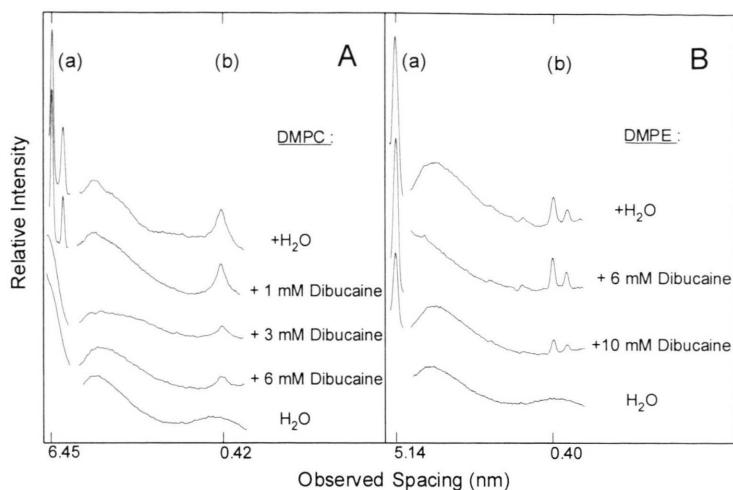 (a) (b) A
DMPC :
+H₂O
+ 1 mM Dibucaine
+ 3 mM Dibucaine
+ 6 mM Dibucaine
H₂O
6.45 0.42
(a) (b) B
DMPE :
+H₂O
+ 6 mM Dibucaine
+10 mM Dibucaine
H₂O
5.14 0.40
Relative Intensity
Observed Spacing (nm)